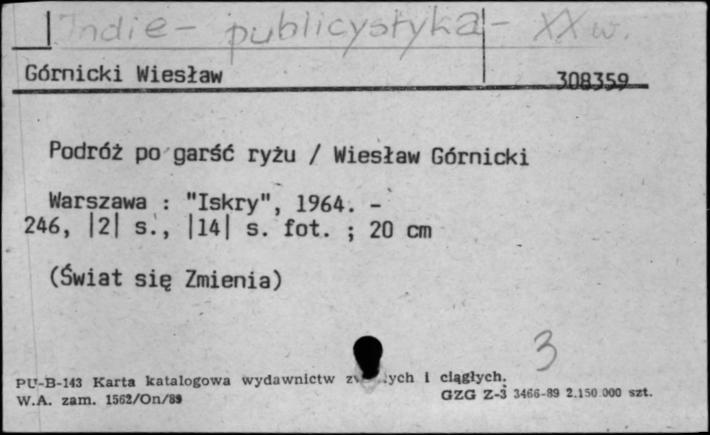 Indie - publicystyka - XX w.
Górnicki Wiesław 308359
Podróż po garść ryżu / Wiesław Górnicki
Warszawa : "Iskry", 1964. -
246, |2| s., |14| s. fot. ; 20 cm
(Świat się Zmienia)
3
PU-B-143 Karta katalogowa wydawnictw i ciągłych.
W.A. zam. 1562/On/89 GZG Z-3 3466-89 2.150.000 szt.